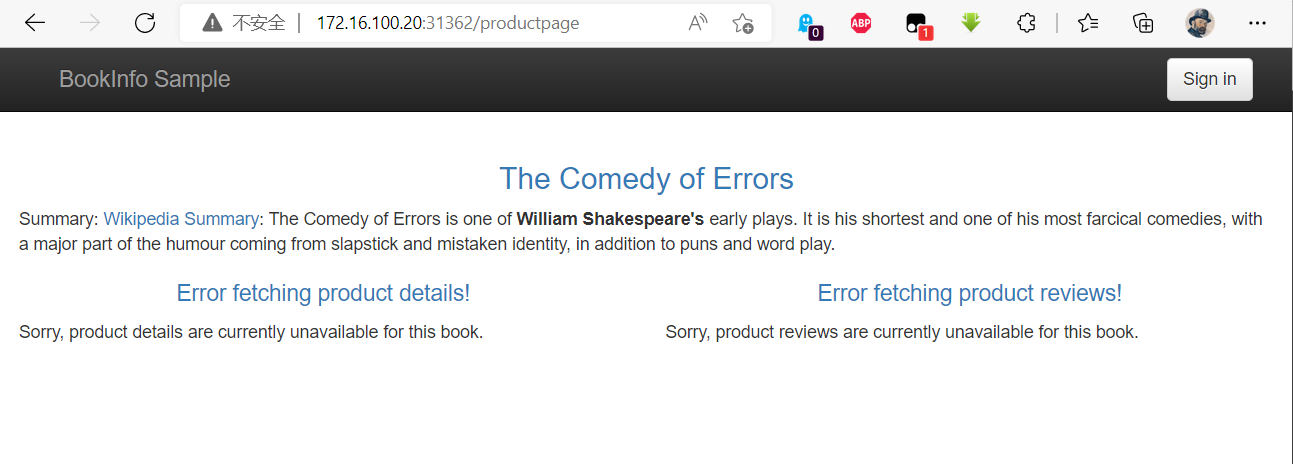 不安全 172.16.100.20:31362/productpage A ABP 0 1
BookInfo Sample Sign in
The Comedy of Errors
Summary: Wikipedia Summary: The Comedy of Errors is one of William Shakespeare's early plays. It is his shortest and one of his most farcical comedies, with
a major part of the humour coming from slapstick and mistaken identity, in addition to puns and word play.
Error fetching product details!
Sorry, product details are currently unavailable for this book.
Error fetching product reviews!
Sorry, product reviews are currently unavailable for this book.